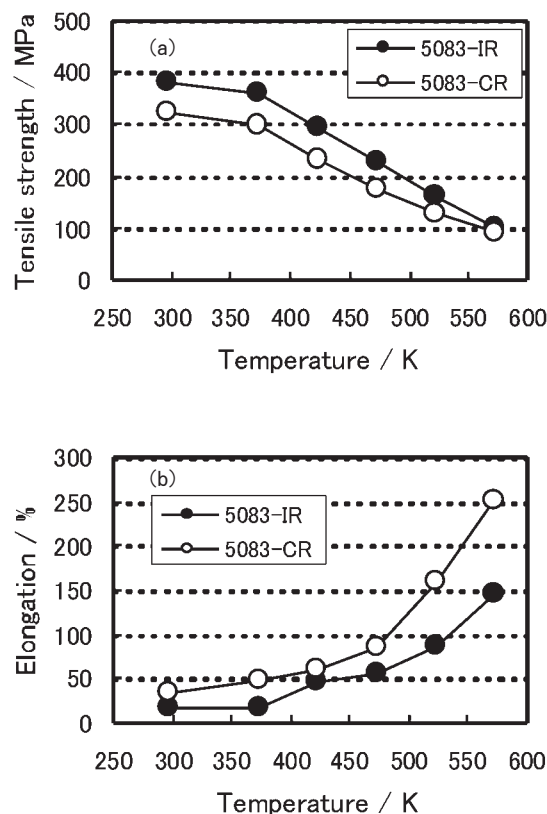 500
400
300
200
100
0
Tensile strength / MPa
(a)
5083-IR
5083-CR
250 300 350 400 450 500 550 600
Temperature / K
300
250
200
150
100
50
0
Elongation / %
(b)
5083-IR
5083-CR
250 300 350 400 450 500 550 600
Temperature / K